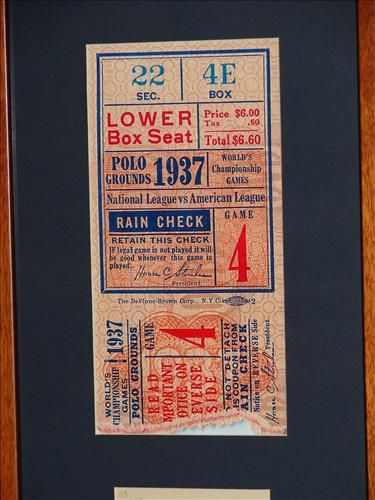 22 4E
SEC. BOX
LOWER
Box Seat
Price $6.00
Tax .60
Total $6.60
POLO
GROUNDS
1937
WORLD'S
Championship
GAMES
National League vs American League
RAIN CHECK
RETAIN THIS CHECK
IF legal game is not played it will
be good whenever this game is
played.
President
GAME
4
The DeVinne-Brown Corp., N.Y.C. 2
WORLD'S
CHAMPIONSHIP
GAMES
1937
POLO GROUNDS
GAME
4
READ
IMPORTANT
NOTICE ON
REVERSE
SIDE
NOT DETACH
THIS COUPON FROM
RAIN CHECK
Notice on REVERSE Side
President